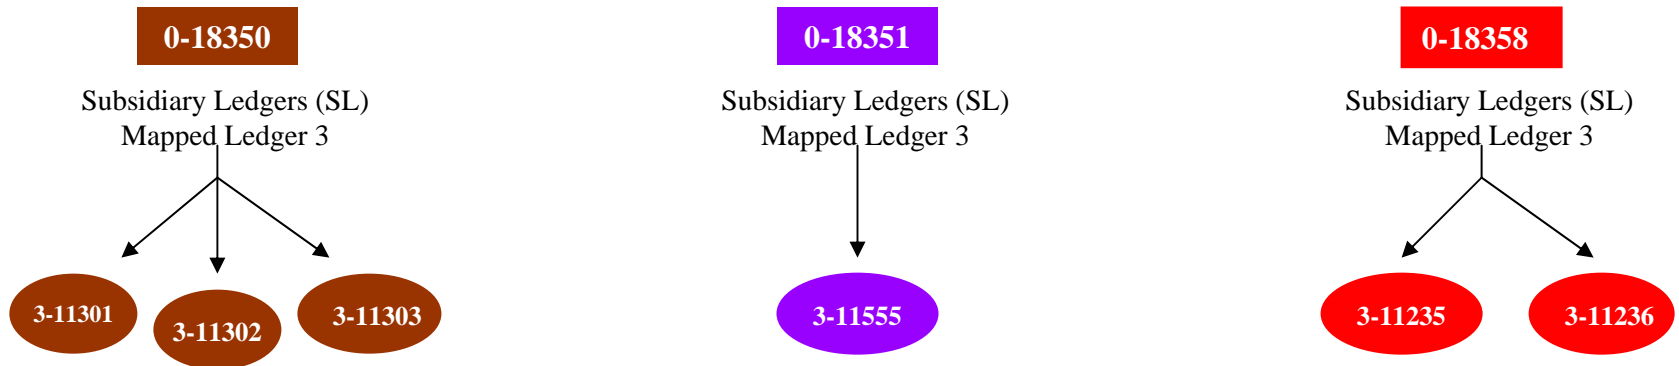 0-18350
Subsidiary Ledgers (SL)
Mapped Ledger 3
3-11301
3-11302
3-11303
0-18351
Subsidiary Ledgers (SL)
Mapped Ledger 3
3-11555
0-18358
Subsidiary Ledgers (SL)
Mapped Ledger 3
3-11235
3-11236